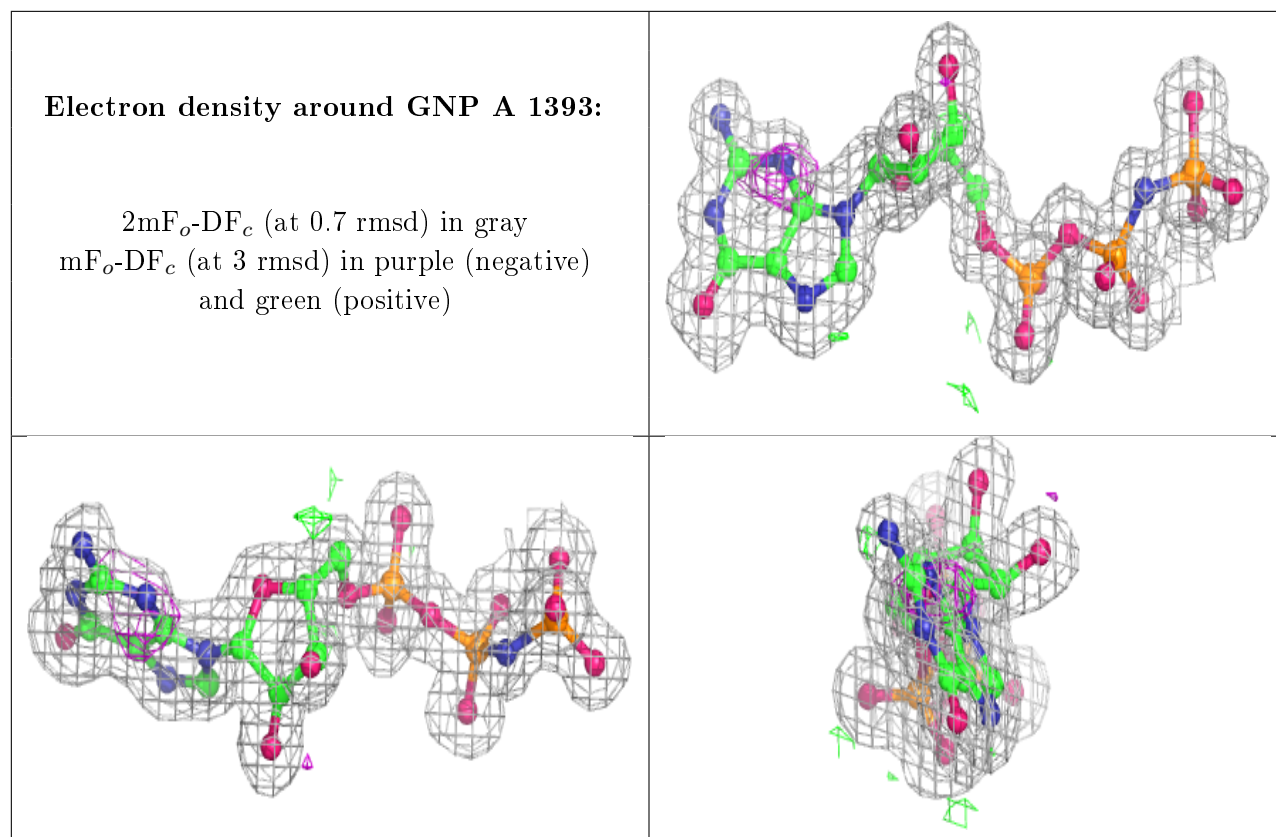 Electron density around GNP A 1393:
2mFₒ-DF𝑐 (at 0.7 rmsd) in gray
mFₒ-DF𝑐 (at 3 rmsd) in purple (negative)
and green (positive)